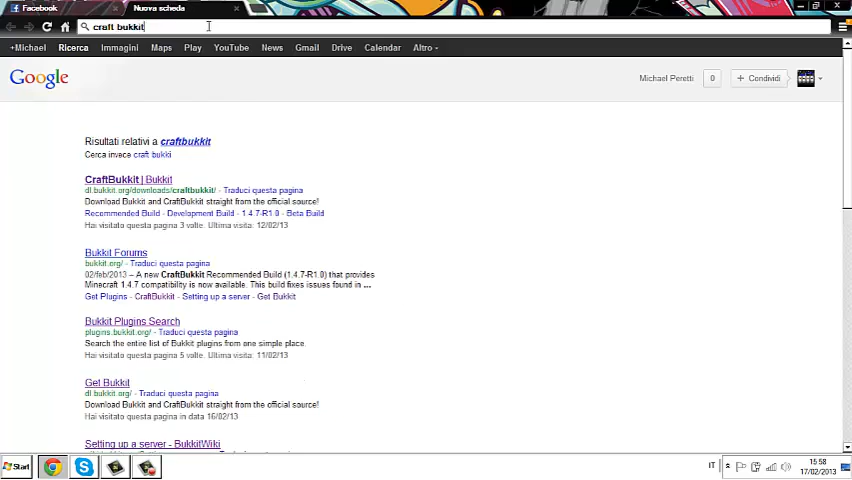 Facebook
Nuova scheda
craft bukkit
+Michael Ricerca Immagini Maps Play YouTube News Gmail Drive Calendar Altro
Google
Michael Peretti 0 + Condividi
Risultati relativi a craftbukkit
Cerca invece craft bukki
CraftBukkit | Bukkit
dl.bukkit.org/downloads/craftbukkit/ - Traduci questa pagina
Download Bukkit and CraftBukkit straight from the official source!
Recommended Build - Development Build - 1.4.7-R1.0 - Beta Build
Hai visitato questa pagina 3 volte. Ultima visita: 12/02/13
Bukkit Forums
bukkit.org/ - Traduci questa pagina
02/feb/2013 – A new CraftBukkit Recommended Build (1.4.7-R1.0) that provides
Minecraft 1.4.7 compatibility is now available. This build fixes issues found in ...
Get Plugins - CraftBukkit - Setting up a server - Get Bukkit
Bukkit Plugins Search
plugins.bukkit.org/ - Traduci questa pagina
Search the entire list of Bukkit plugins from one simple place.
Hai visitato questa pagina 5 volte. Ultima visita: 11/02/13
Get Bukkit
dl.bukkit.org/ - Traduci questa pagina
Download Bukkit and CraftBukkit straight from the official source!
Hai visitato questa pagina in data 16/02/13
Setting up a server - BukkitWiki
Start
IT
15:58
17/02/2013